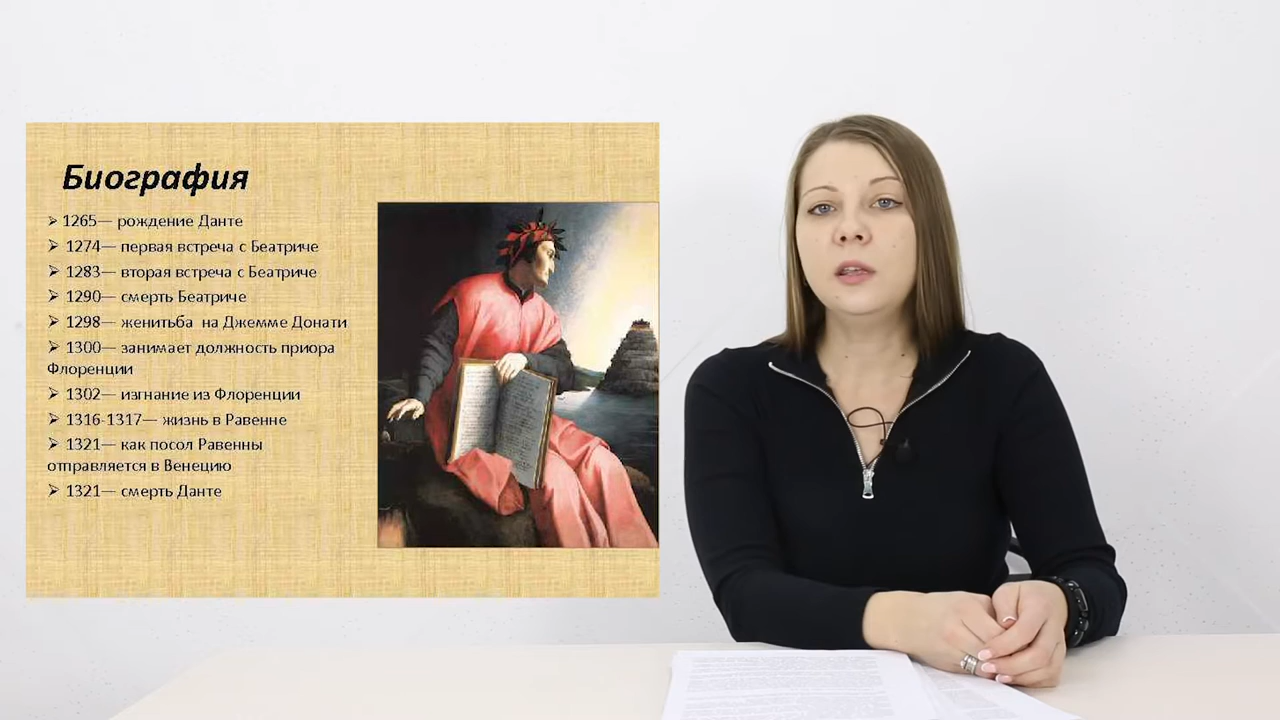 Биография
➢ 1265— рождение Данте
➢ 1274— первая встреча с Беатриче
➢ 1283— вторая встреча с Беатриче
➢ 1290— смерть Беатриче
➢ 1298— женитьба на Джемме Донати
➢ 1300— занимает должность приора
Флоренции
➢ 1302— изгнание из Флоренции
➢ 1316-1317— жизнь в Равенне
➢ 1321— как посол Равенны
отправляется в Венецию
➢ 1321— смерть Данте